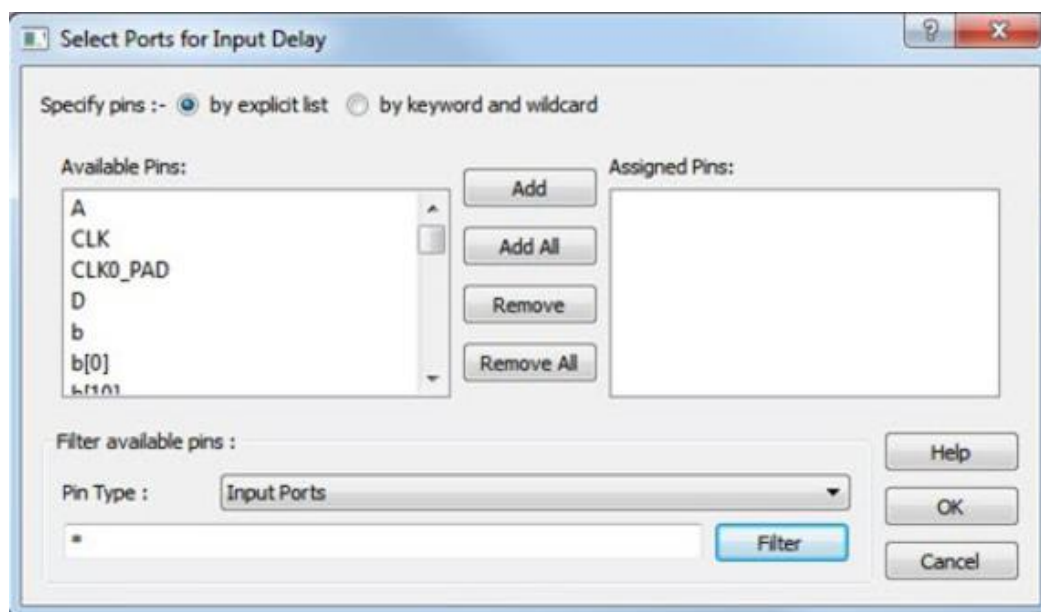 Select Ports for Input Delay
Specify pins :- by explicit list by keyword and wildcard
Available Pins:
A
CLK
CLK0_PAD
D
b
b[0]
b[10]
Add
Add All
Remove
Remove All
Assigned Pins:
Filter available pins :
Pin Type : Input Ports
*
Filter
Help
OK
Cancel